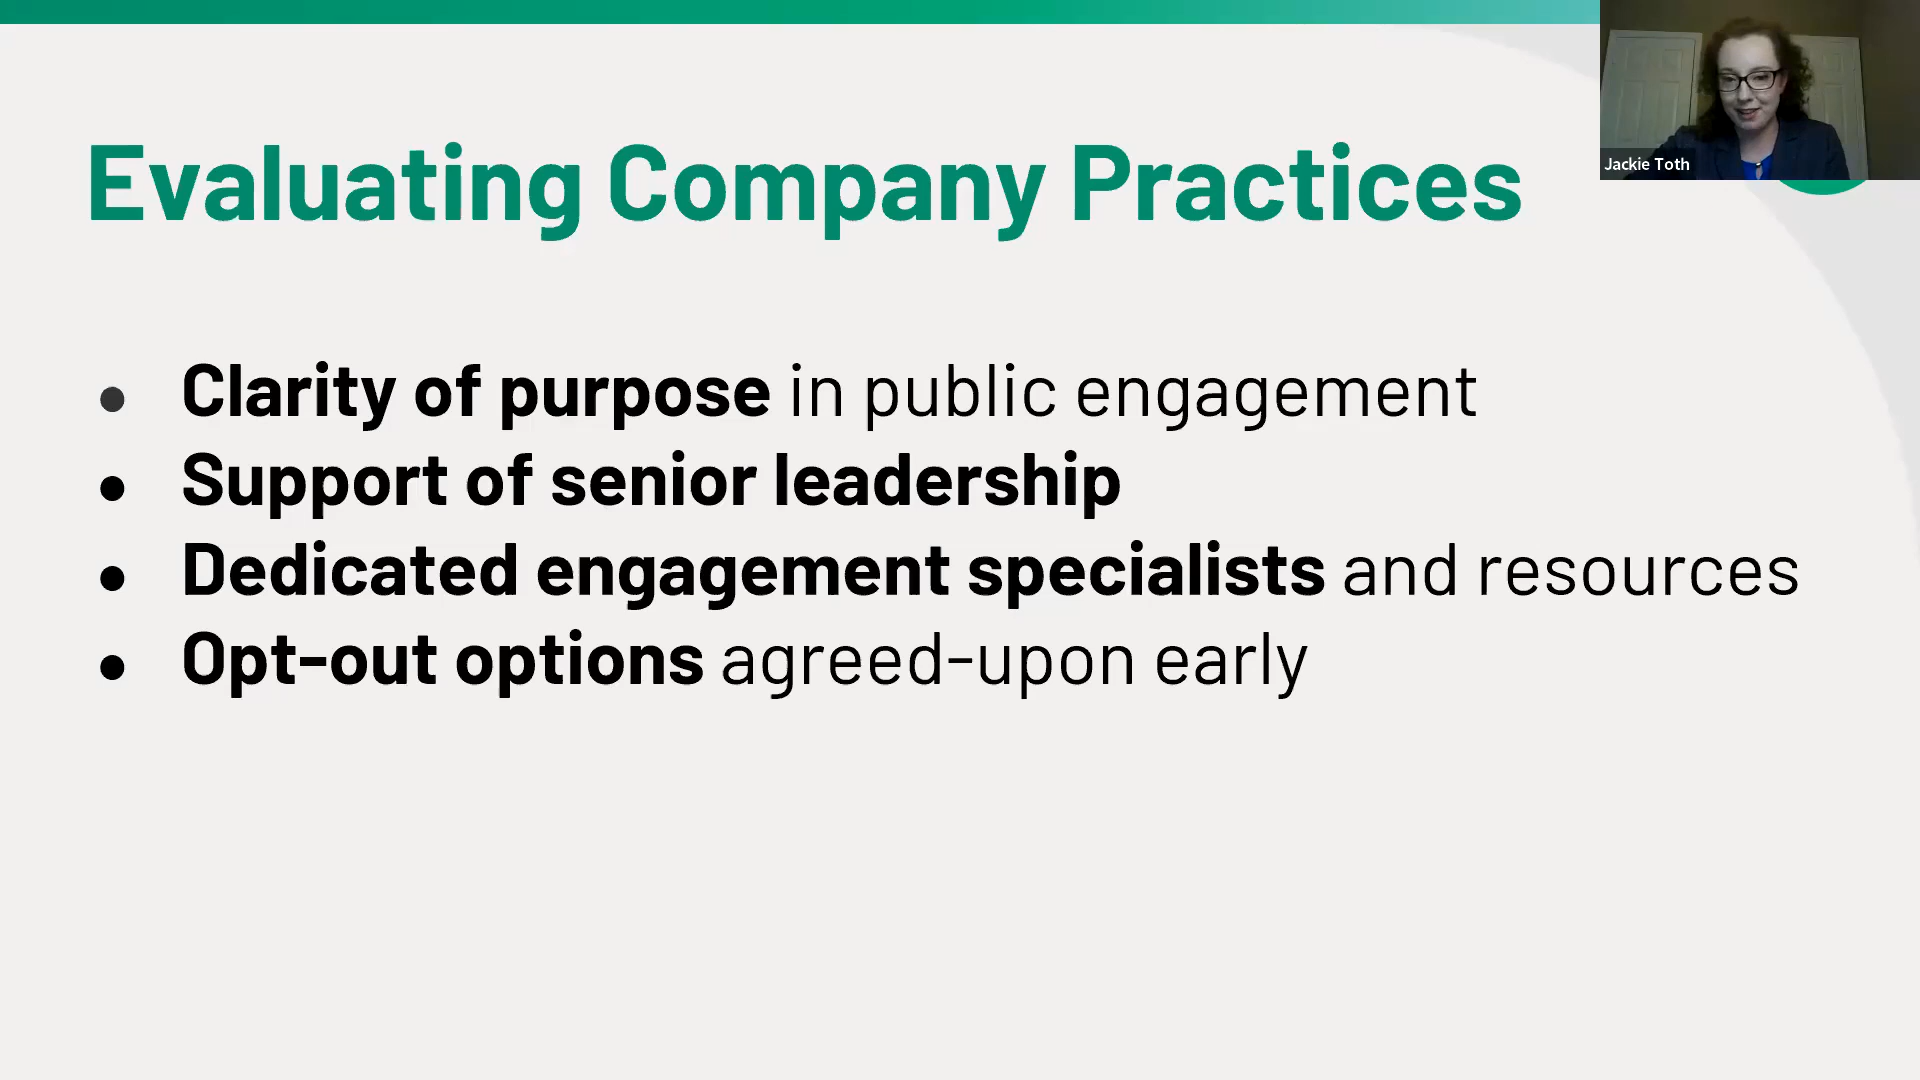 Evaluating Company Practices
Jackie Toth
● Clarity of purpose in public engagement
● Support of senior leadership
● Dedicated engagement specialists and resources
● Opt-out options agreed-upon early